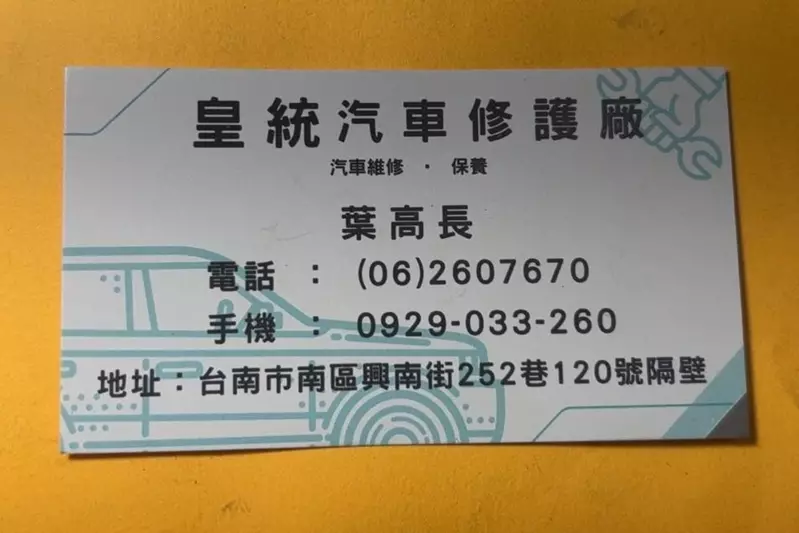 皇統汽車修護廠
汽車維修 · 保養
葉高長
電話 : (06)2607670
手機 : 0929-033-260
地址:台南市南區興南街252巷120號隔壁